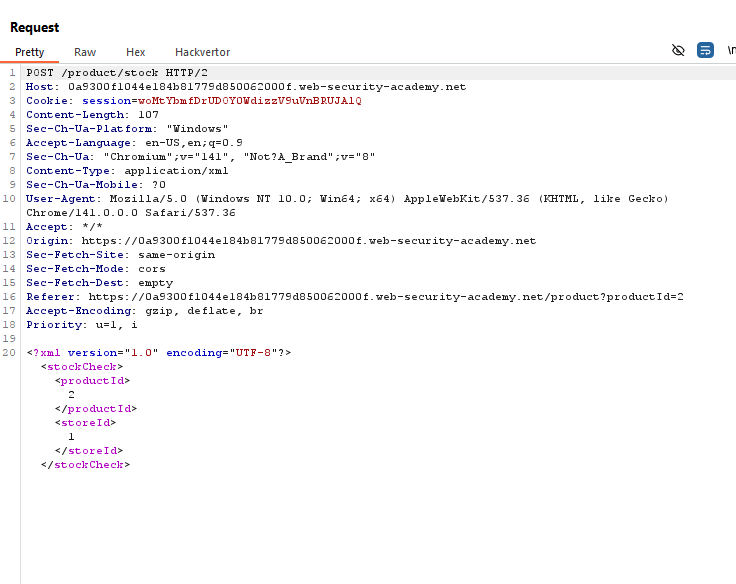 Request
Pretty Raw Hex Hackvertor \n
1 POST /product/stock HTTP/2
2 Host: 0a9300f1044e184b81779d850062000f.web-security-academy.net
3 Cookie: session=woMtYbmfDrUDOYOWdizzV9uVnBRUJAlQ
4 Content-Length: 107
5 Sec-Ch-Ua-Platform: "Windows"
6 Accept-Language: en-US,en;q=0.9
7 Sec-Ch-Ua: "Chromium";v="141", "Not?A_Brand";v="8"
8 Content-Type: application/xml
9 Sec-Ch-Ua-Mobile: ?0
10 User-Agent: Mozilla/5.0 (Windows NT 10.0; Win64; x64) AppleWebKit/537.36 (KHTML, like Gecko)
Chrome/141.0.0.0 Safari/537.36
11 Accept: */*
12 Origin: https://0a9300f1044e184b81779d850062000f.web-security-academy.net
13 Sec-Fetch-Site: same-origin
14 Sec-Fetch-Mode: cors
15 Sec-Fetch-Dest: empty
16 Referer: https://0a9300f1044e184b81779d850062000f.web-security-academy.net/product?productId=2
17 Accept-Encoding: gzip, deflate, br
18 Priority: u=1, i
19
20 <?xml version="1.0" encoding="UTF-8"?>
<stockCheck>
<productId>
2
</productId>
<storeId>
1
</storeId>
</stockCheck>